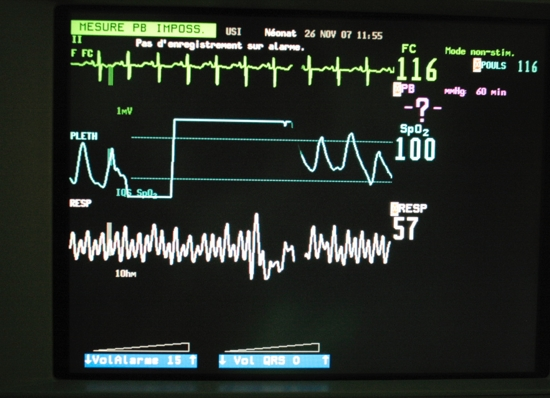 MESURE PB IMPOSS. USI Néonat 26 NOV 07 11:55
II Pas d'enregistrement sur alarme.
F FC FC Mode non-stim.
116 POULS 116
PB mmHg 60 min
1mV -?-
PLETH SpO₂
100
IOS SpO₂
RESP RESP
57
10hm
↓VolAlarme 15 ↑ ↓ Vol QRS 0 ↑